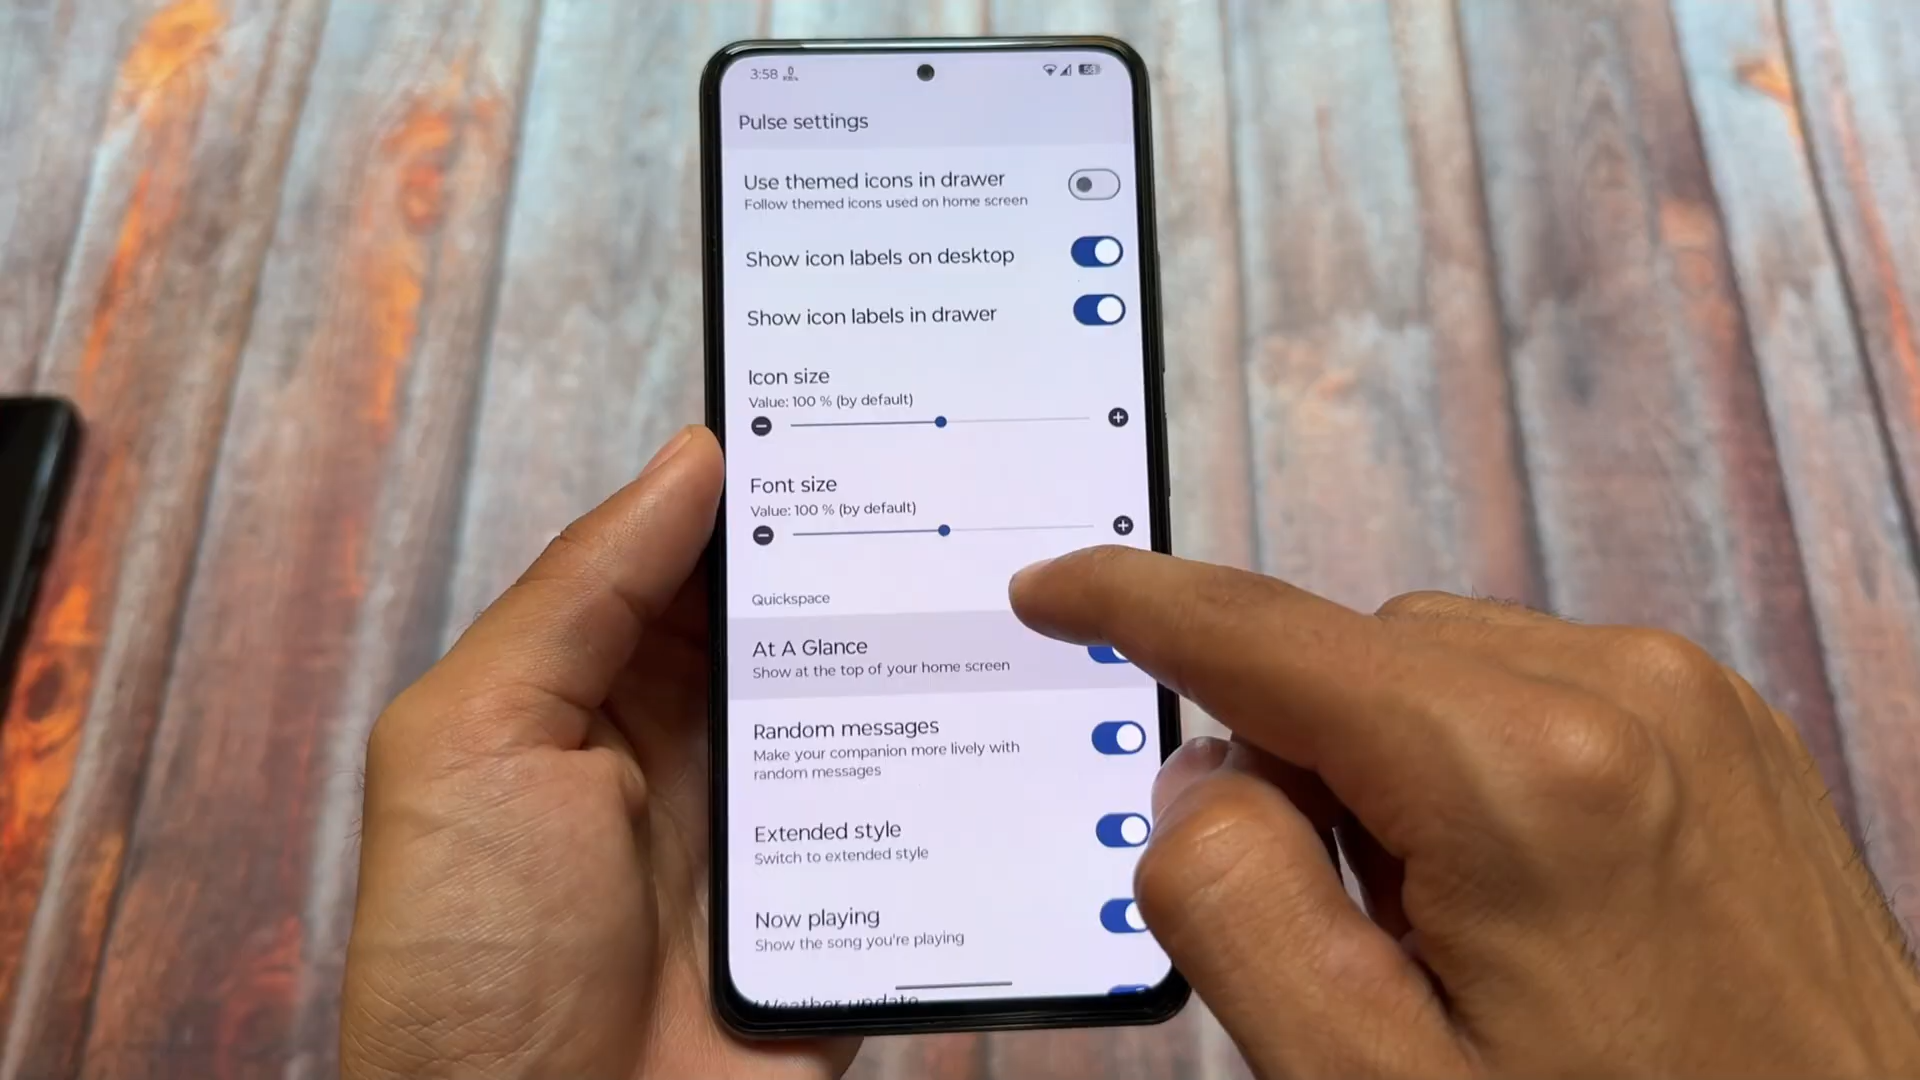 3:58
Pulse settings
Use themed icons in drawer
Follow themed icons used on home screen
Show icon labels on desktop
Show icon labels in drawer
Icon size
Value: 100 % (by default)
Font size
Value: 100 % (by default)
Quickspace
At A Glance
Show at the top of your home screen
Random messages
Make your companion more lively with
random messages
Extended style
Switch to extended style
Now playing
Show the song you're playing
Weather update